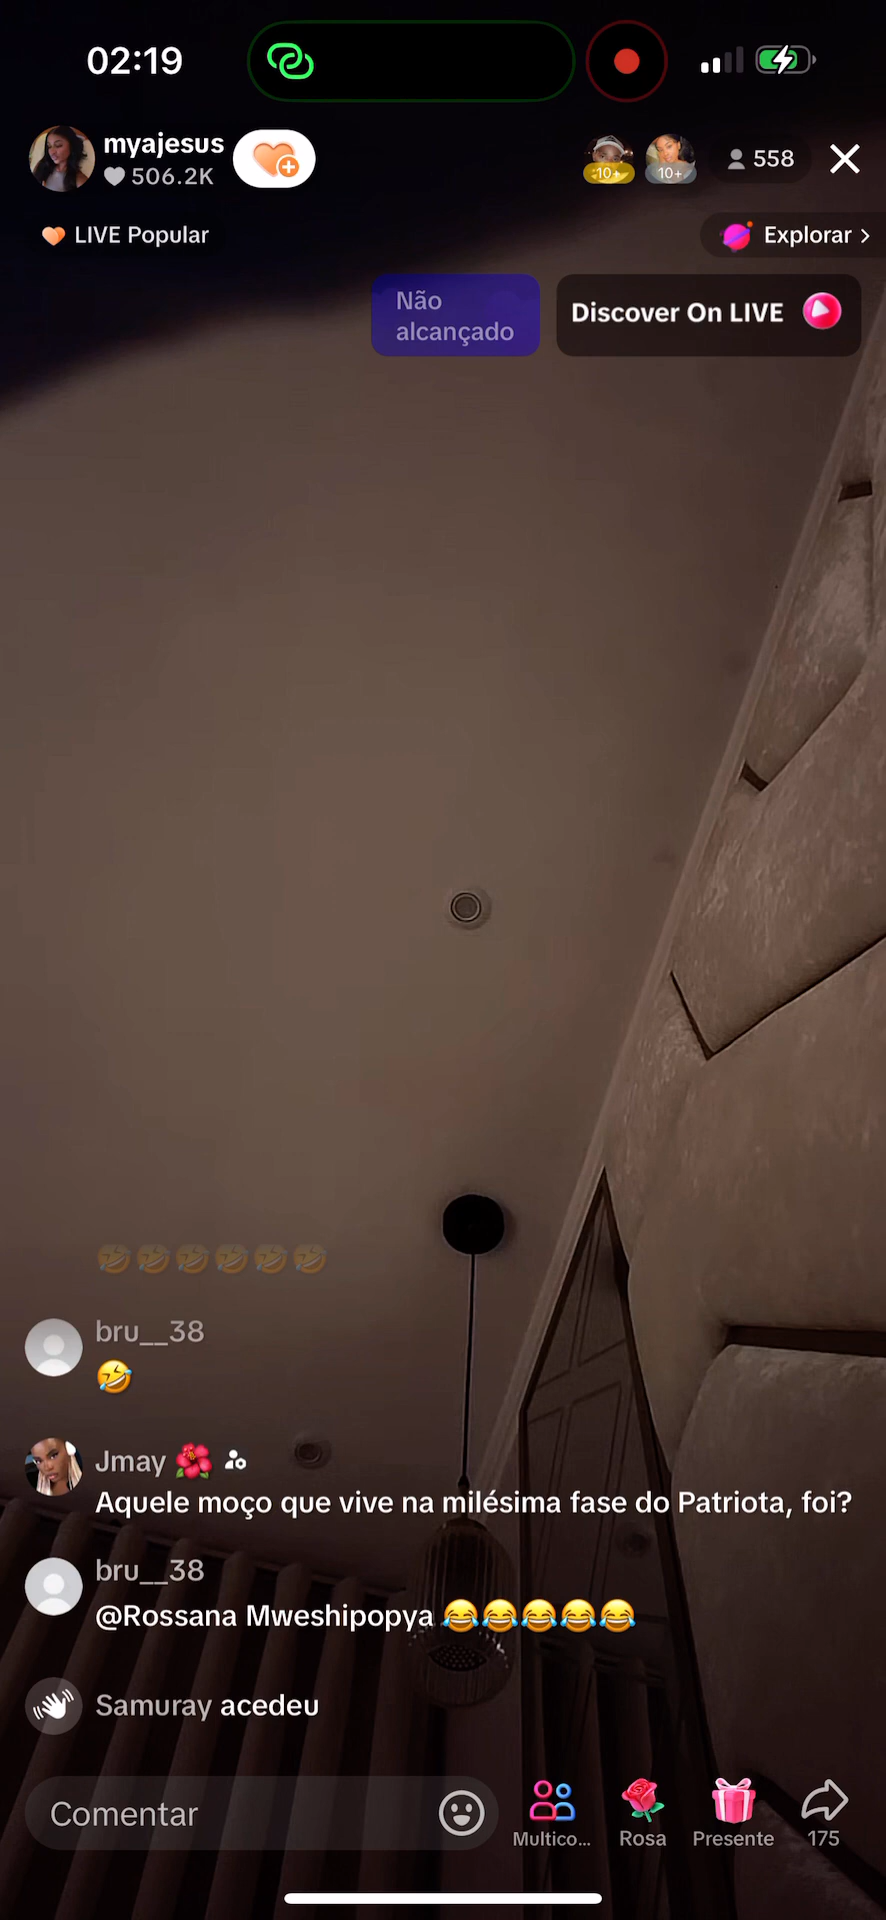 02:19
myajesus
506.2K
10+
10+
558
LIVE Popular
Explorar >
Não
alcançado
Discover On LIVE
🤣🤣🤣🤣🤣🤣
bru__38
🤣
Jmay 🌺
Aquele moço que vive na milésima fase do Patriota, foi?
bru__38
@Rossana Mweshipopya 😂😂😂😂😂
Samuray acedeu
Comentar
Multico...
Rosa
Presente
175